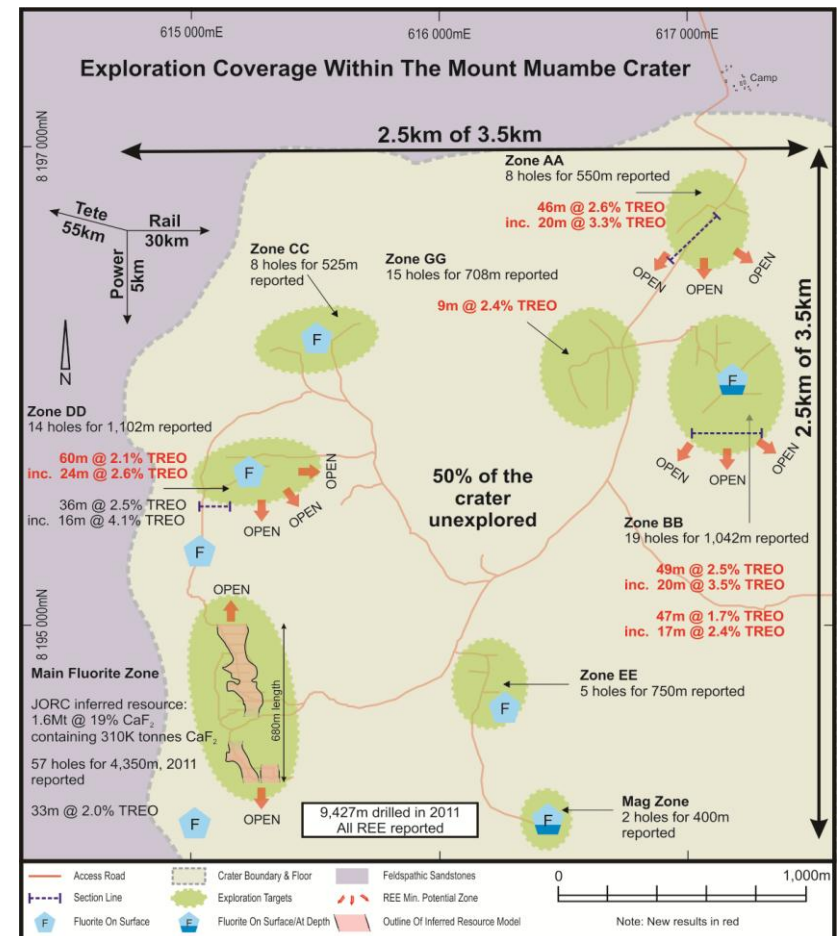 615 000mE
616 000mE
617 000mE
Exploration Coverage Within The Mount Muambe Crater
Camp
8 197 000mN
2.5km of 3.5km
Zone AA
8 holes for 550m reported
46m @ 2.6% TREO
inc. 20m @ 3.3% TREO
OPEN
OPEN
OPEN
Tete
55km
Rail
30km
Power
5km
N
Zone CC
8 holes for 525m
reported
F
Zone GG
15 holes for 708m reported
9m @ 2.4% TREO
2.5km of 3.5km
F
OPEN
OPEN
OPEN
Zone DD
14 holes for 1,102m reported
60m @ 2.1% TREO
inc. 24m @ 2.6% TREO
36m @ 2.5% TREO
inc. 16m @ 4.1% TREO
F
OPEN
OPEN
OPEN
F
50% of the
crater
unexplored
Zone BB
19 holes for 1,042m reported
49m @ 2.5% TREO
inc. 20m @ 3.5% TREO
47m @ 1.7% TREO
inc. 17m @ 2.4% TREO
8 195 000mN
OPEN
Main Fluorite Zone
JORC inferred resource:
1.6Mt @ 19% CaF₂
containing 310K tonnes CaF₂
57 holes for 4,350m, 2011
reported
33m @ 2.0% TREO
680m length
OPEN
F
Zone EE
5 holes for 750m reported
F
9,427m drilled in 2011
All REE reported
Mag Zone
2 holes for 400m
reported
F
Access Road
Crater Boundary & Floor
Feldspathic Sandstones
Section Line
Exploration Targets
REE Min. Potential Zone
F
Fluorite On Surface
F
Fluorite On Surface/At Depth
Outline Of Inferred Resource Model
0
1,000m
Note: New results in red